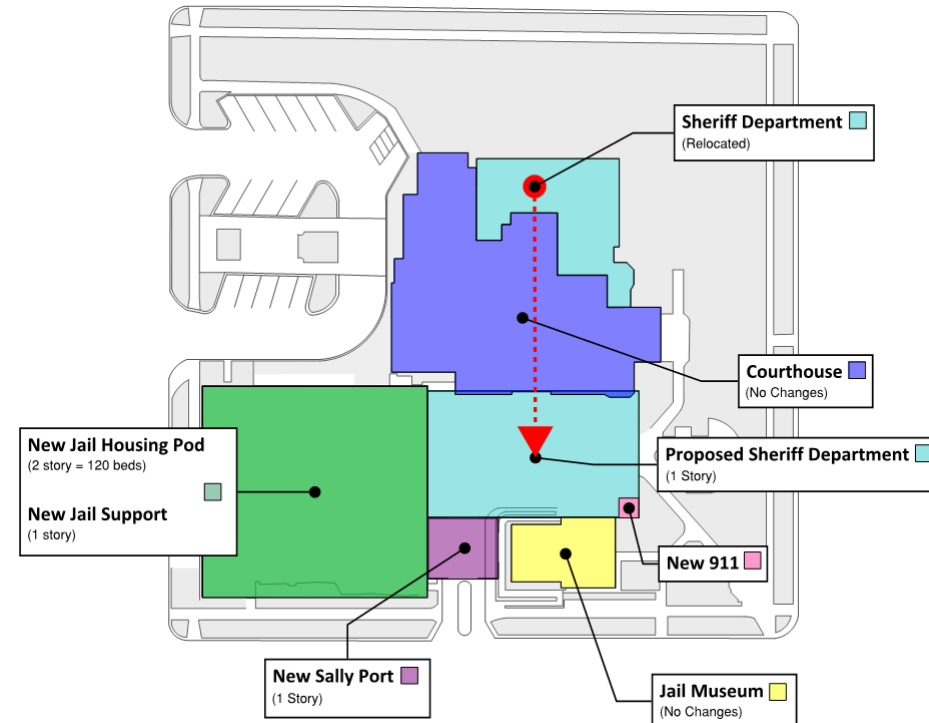 Sheriff Department
(Relocated)
Courthouse
(No Changes)
New Jail Housing Pod
(2 story = 120 beds)
New Jail Support
(1 story)
Proposed Sheriff Department
(1 Story)
New 911
New Sally Port
(1 Story)
Jail Museum
(No Changes)